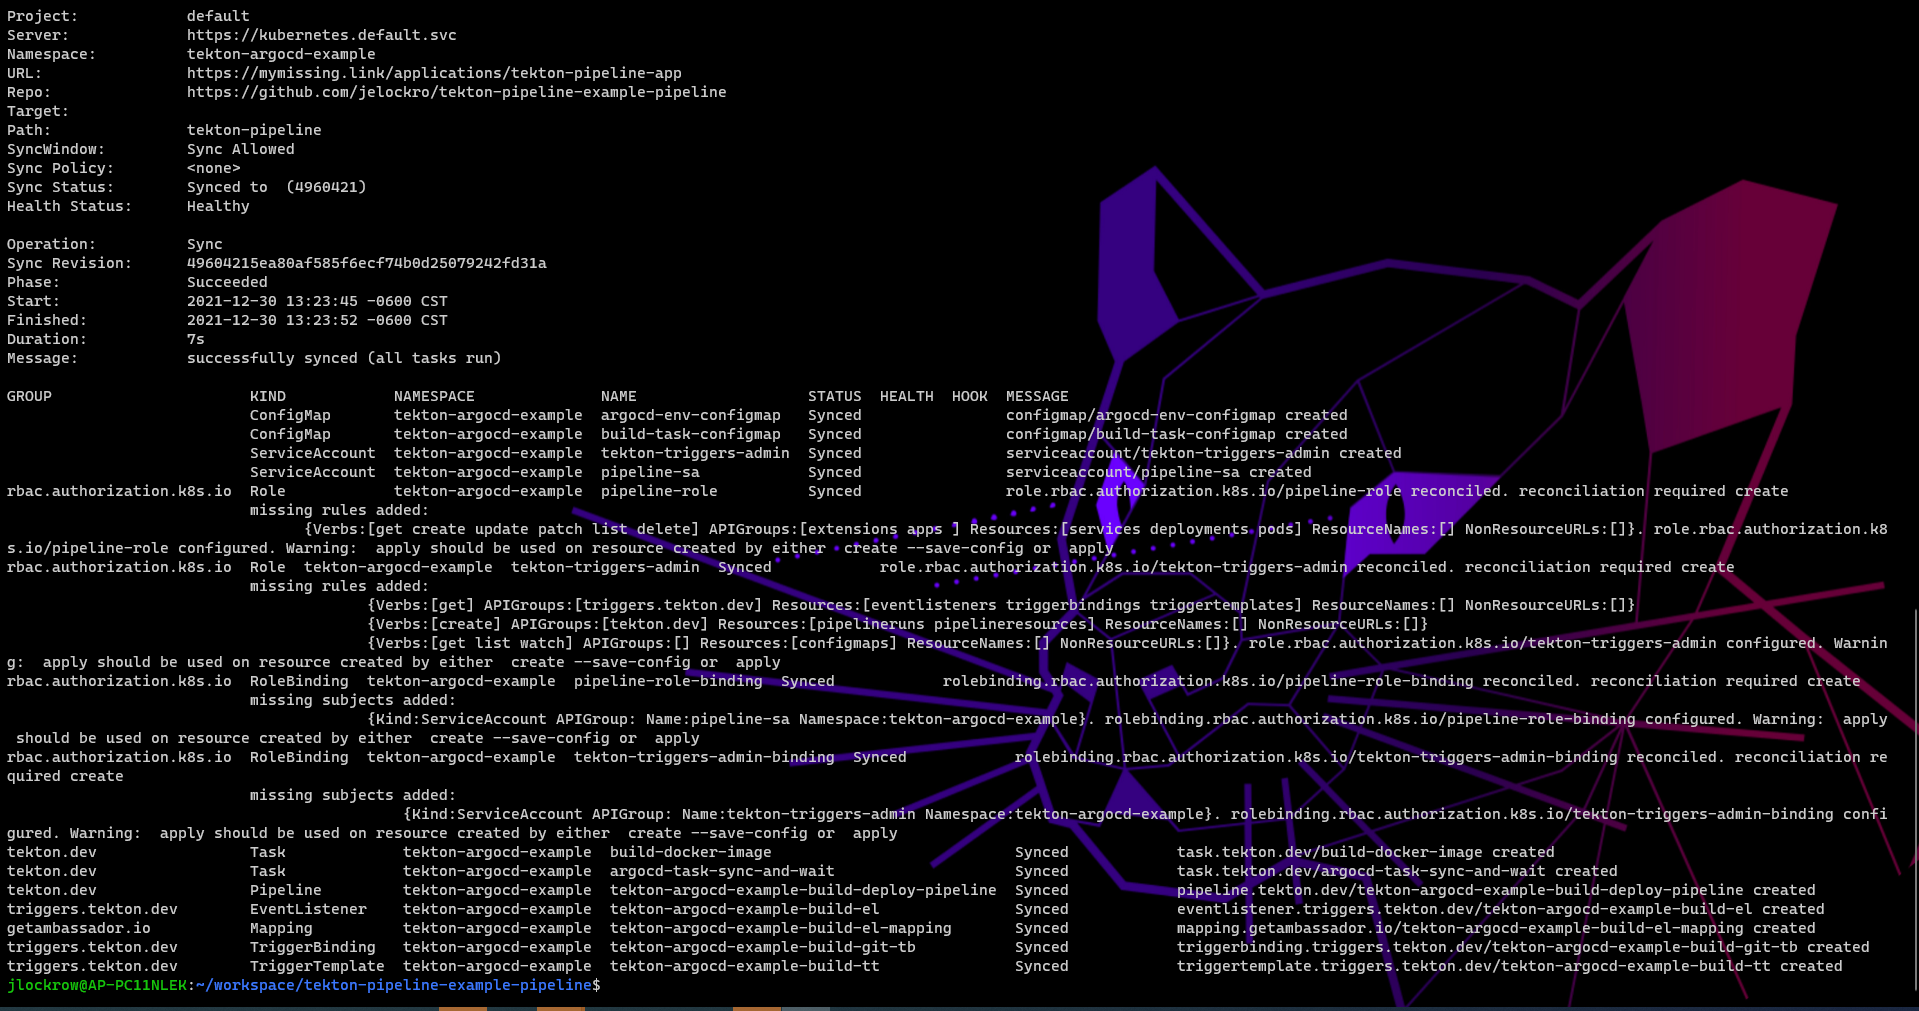 Project:            default
Server:             https://kubernetes.default.svc
Namespace:          tekton-argocd-example
URL:                https://mymissing.link/applications/tekton-pipeline-app
Repo:               https://github.com/jelockro/tekton-pipeline-example-pipeline
Target:
Path:               tekton-pipeline
SyncWindow:         Sync Allowed
Sync Policy:        <none>
Sync Status:        Synced to  (4960421)
Health Status:      Healthy

Operation:          Sync
Sync Revision:      49604215ea80af585f6ecf74b0d25079242fd31a
Phase:              Succeeded
Start:              2021-12-30 13:23:45 -0600 CST
Finished:           2021-12-30 13:23:52 -0600 CST
Duration:           7s
Message:            successfully synced (all tasks run)

GROUP                      KIND            NAMESPACE              NAME                   STATUS  HEALTH  HOOK  MESSAGE
                           ConfigMap       tekton-argocd-example  argocd-env-configmap   Synced                configmap/argocd-env-configmap created
                           ConfigMap       tekton-argocd-example  build-task-configmap   Synced                configmap/build-task-configmap created
                           ServiceAccount  tekton-argocd-example  tekton-triggers-admin  Synced                serviceaccount/tekton-triggers-admin created
                           ServiceAccount  tekton-argocd-example  pipeline-sa            Synced                serviceaccount/pipeline-sa created
rbac.authorization.k8s.io  Role            tekton-argocd-example  pipeline-role          Synced                role.rbac.authorization.k8s.io/pipeline-role reconciled. reconciliation required create
                           missing rules added:
                                 {Verbs:[get create update patch list delete] APIGroups:[extensions apps ] Resources:[services deployments pods] ResourceNames:[] NonResourceURLs:[]}. role.rbac.authorization.k8
s.io/pipeline-role configured. Warning:  apply should be used on resource created by either  create --save-config or  apply
rbac.authorization.k8s.io  Role  tekton-argocd-example  tekton-triggers-admin  Synced            role.rbac.authorization.k8s.io/tekton-triggers-admin reconciled. reconciliation required create
                           missing rules added:
                                        {Verbs:[get] APIGroups:[triggers.tekton.dev] Resources:[eventlisteners triggerbindings triggertemplates] ResourceNames:[] NonResourceURLs:[]}
                                        {Verbs:[create] APIGroups:[tekton.dev] Resources:[pipelineruns pipelineresources] ResourceNames:[] NonResourceURLs:[]}
                                        {Verbs:[get list watch] APIGroups:[] Resources:[configmaps] ResourceNames:[] NonResourceURLs:[]}. role.rbac.authorization.k8s.io/tekton-triggers-admin configured. Warnin
g:  apply should be used on resource created by either  create --save-config or  apply
rbac.authorization.k8s.io  RoleBinding  tekton-argocd-example  pipeline-role-binding  Synced            rolebinding.rbac.authorization.k8s.io/pipeline-role-binding reconciled. reconciliation required create
                           missing subjects added:
                                        {Kind:ServiceAccount APIGroup: Name:pipeline-sa Namespace:tekton-argocd-example}. rolebinding.rbac.authorization.k8s.io/pipeline-role-binding configured. Warning:  apply
 should be used on resource created by either  create --save-config or  apply
rbac.authorization.k8s.io  RoleBinding  tekton-argocd-example  tekton-triggers-admin-binding  Synced            rolebinding.rbac.authorization.k8s.io/tekton-triggers-admin-binding reconciled. reconciliation re
quired create
                           missing subjects added:
                                            {Kind:ServiceAccount APIGroup: Name:tekton-triggers-admin Namespace:tekton-argocd-example}. rolebinding.rbac.authorization.k8s.io/tekton-triggers-admin-binding confi
gured. Warning:  apply should be used on resource created by either  create --save-config or  apply
tekton.dev                 Task             tekton-argocd-example  build-docker-image                           Synced            task.tekton.dev/build-docker-image created
tekton.dev                 Task             tekton-argocd-example  argocd-task-sync-and-wait                    Synced            task.tekton.dev/argocd-task-sync-and-wait created
tekton.dev                 Pipeline         tekton-argocd-example  tekton-argocd-example-build-deploy-pipeline  Synced            pipeline.tekton.dev/tekton-argocd-example-build-deploy-pipeline created
triggers.tekton.dev        EventListener    tekton-argocd-example  tekton-argocd-example-build-el               Synced            eventlistener.triggers.tekton.dev/tekton-argocd-example-build-el created
getambassador.io           Mapping          tekton-argocd-example  tekton-argocd-example-build-el-mapping       Synced            mapping.getambassador.io/tekton-argocd-example-build-el-mapping created
triggers.tekton.dev        TriggerBinding   tekton-argocd-example  tekton-argocd-example-build-git-tb           Synced            triggerbinding.triggers.tekton.dev/tekton-argocd-example-build-git-tb created
triggers.tekton.dev        TriggerTemplate  tekton-argocd-example  tekton-argocd-example-build-tt               Synced            triggertemplate.triggers.tekton.dev/tekton-argocd-example-build-tt created
jlockrow@AP-PC11NLEK:~/workspace/tekton-pipeline-example-pipeline$